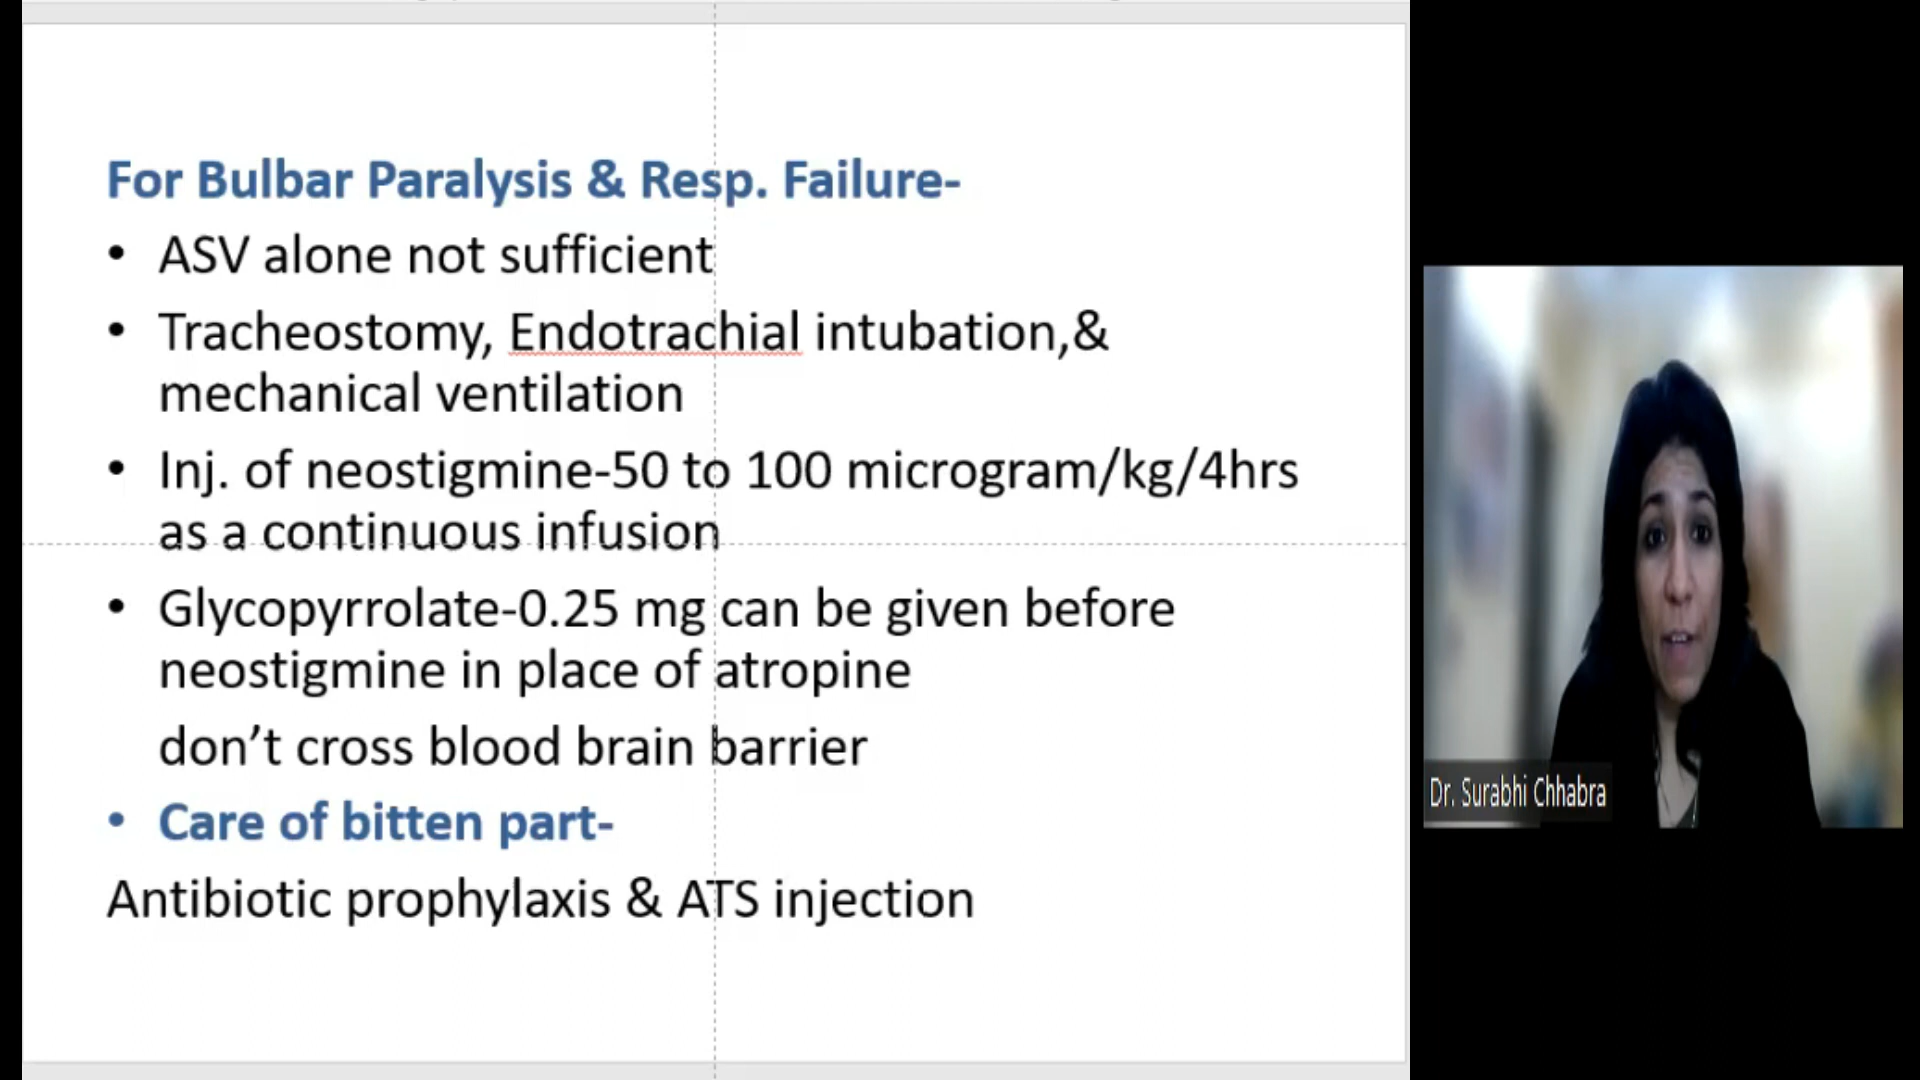 For Bulbar Paralysis & Resp. Failure-
• ASV alone not sufficient
• Tracheostomy, Endotrachial intubation,&
mechanical ventilation
• Inj. of neostigmine-50 to 100 microgram/kg/4hrs
as a continuous infusion
• Glycopyrrolate-0.25 mg can be given before
neostigmine in place of atropine
don’t cross blood brain barrier
• Care of bitten part-
Antibiotic prophylaxis & ATS injection
Dr. Surabhi Chhabra